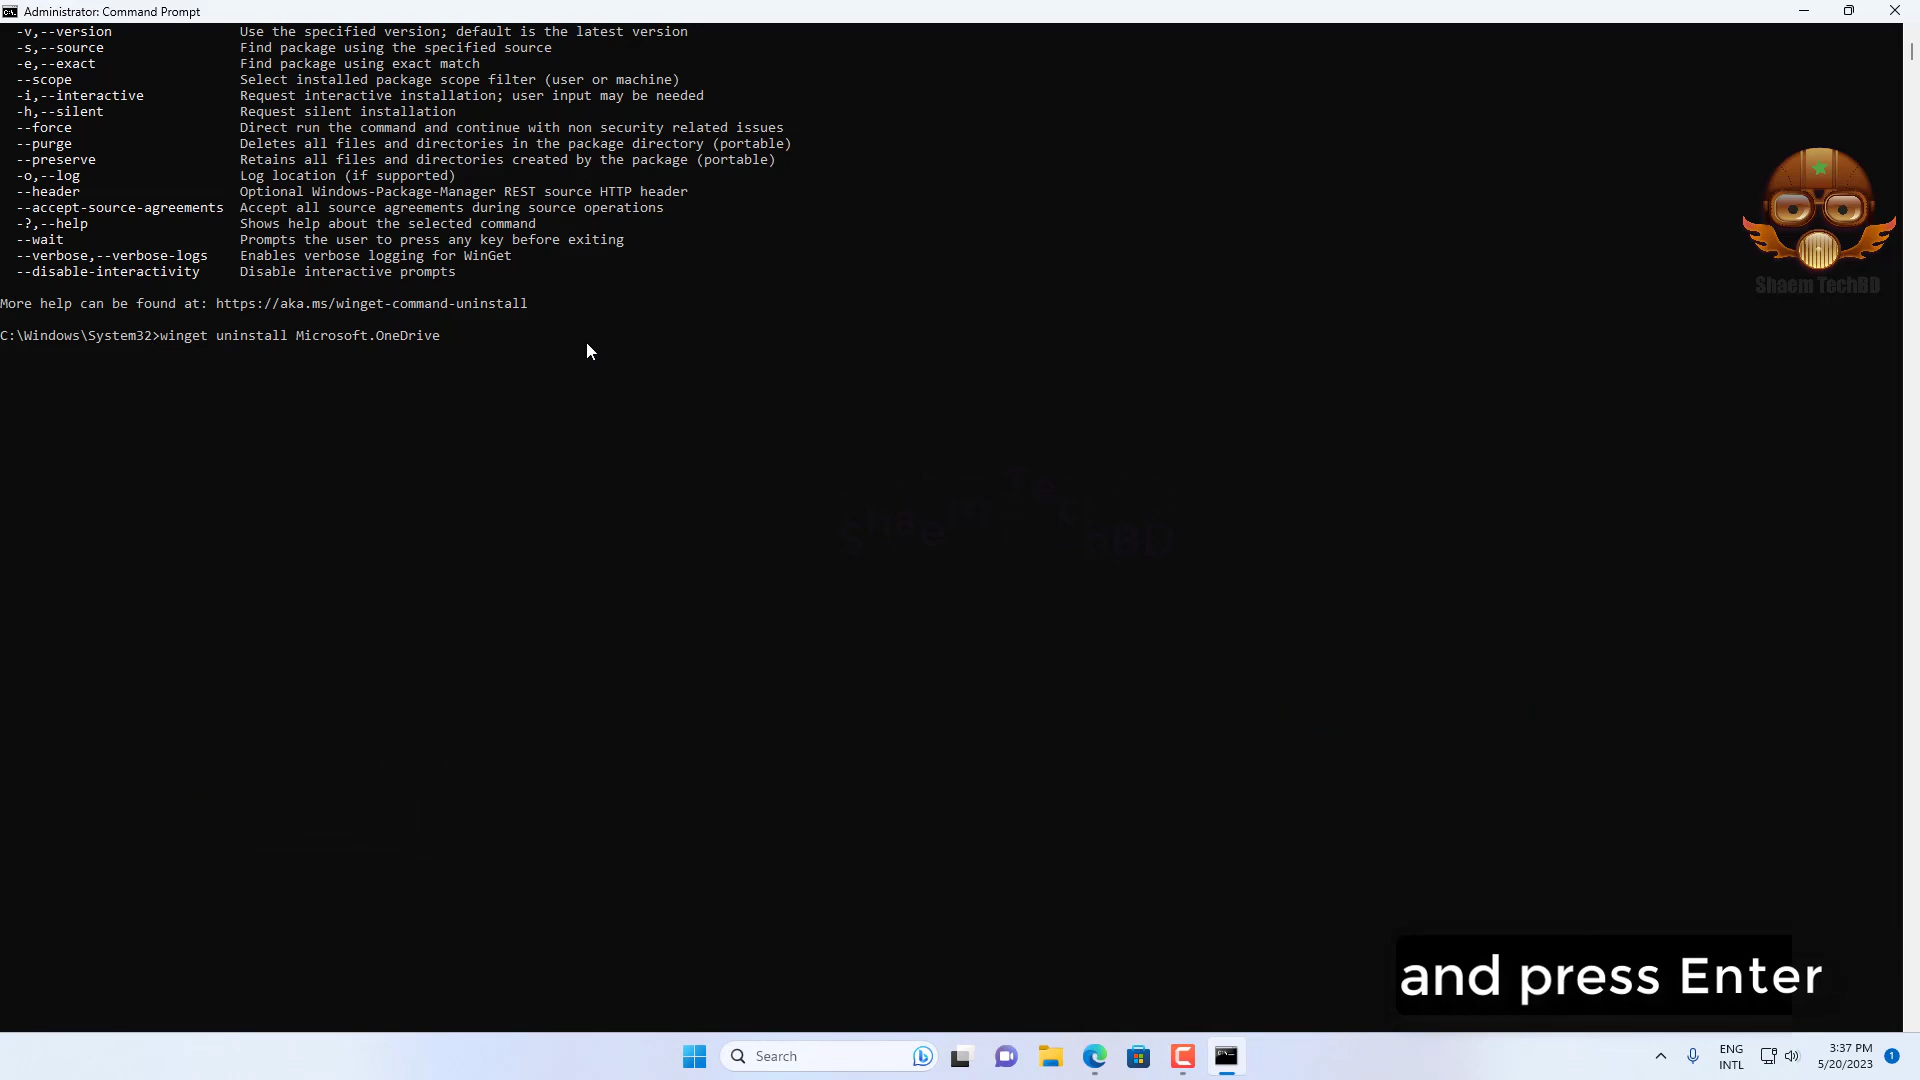 Administrator: Command Prompt
-v,--version Use the specified version; default is the latest version
-s,--source Find package using the specified source
-e,--exact Find package using exact match
--scope Select installed package scope filter (user or machine)
-i,--interactive Request interactive installation; user input may be needed
-h,--silent Request silent installation
--force Direct run the command and continue with non security related issues
--purge Deletes all files and directories in the package directory (portable)
--preserve Retains all files and directories created by the package (portable)
-o,--log Log location (if supported)
--header Optional Windows-Package-Manager REST source HTTP header
--accept-source-agreements Accept all source agreements during source operations
-?,--help Shows help about the selected command
--wait Prompts the user to press any key before exiting
--verbose,--verbose-logs Enables verbose logging for WinGet
--disable-interactivity Disable interactive prompts
More help can be found at: https://aka.ms/winget-command-uninstall
C:\Windows\System32>winget uninstall Microsoft.OneDrive
Shaem TechBD
Shaem TechBD
and press Enter
Search
ENG
INTL
3:37 PM
5/20/2023
1